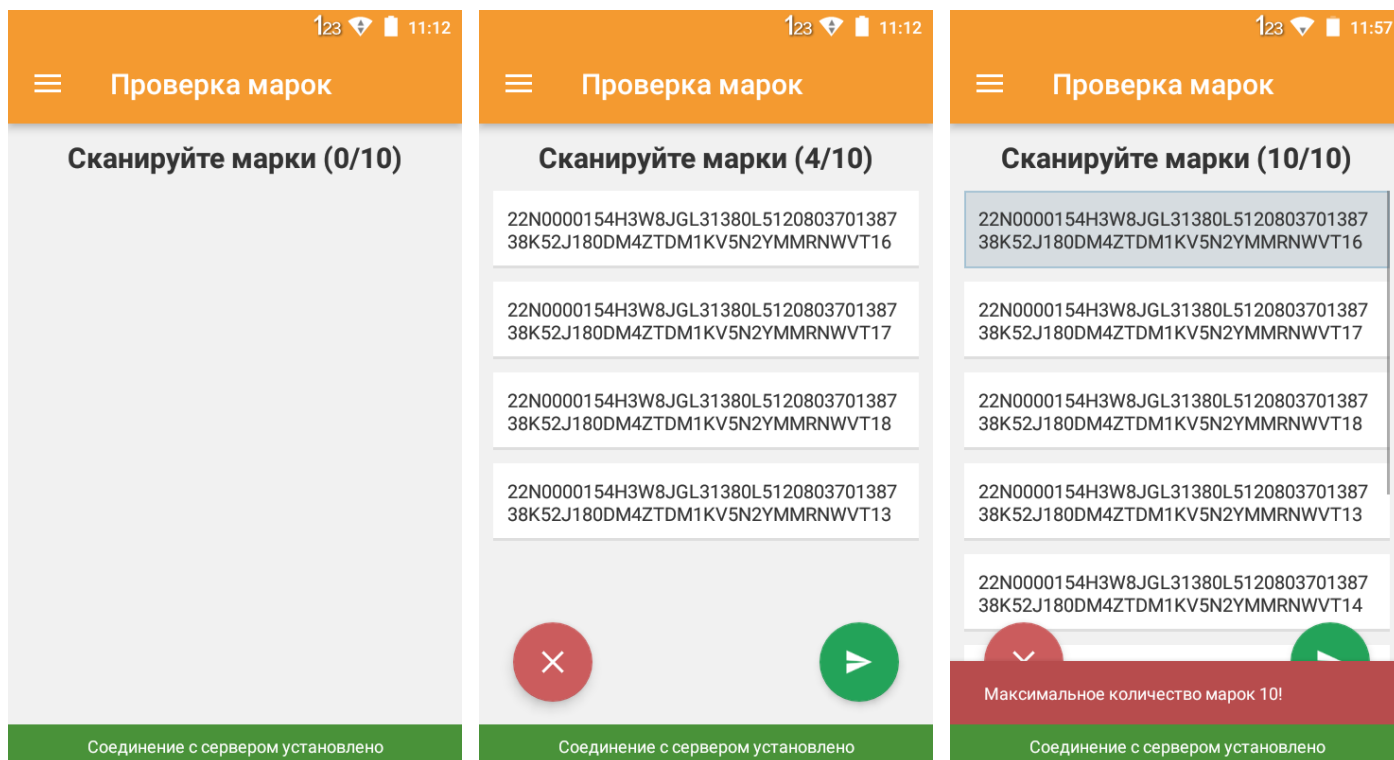 123 11:12
Проверка марок
Сканируйте марки (0/10)
Соединение с сервером установлено
123 11:12
Проверка марок
Сканируйте марки (4/10)
22N0000154H3W8JGL31380L5120803701387
38K52J180DM4ZTDM1KV5N2YMMRNWVT16
22N0000154H3W8JGL31380L5120803701387
38K52J180DM4ZTDM1KV5N2YMMRNWVT17
22N0000154H3W8JGL31380L5120803701387
38K52J180DM4ZTDM1KV5N2YMMRNWVT18
22N0000154H3W8JGL31380L5120803701387
38K52J180DM4ZTDM1KV5N2YMMRNWVT13
Соединение с сервером установлено
123 11:57
Проверка марок
Сканируйте марки (10/10)
22N0000154H3W8JGL31380L5120803701387
38K52J180DM4ZTDM1KV5N2YMMRNWVT16
22N0000154H3W8JGL31380L5120803701387
38K52J180DM4ZTDM1KV5N2YMMRNWVT17
22N0000154H3W8JGL31380L5120803701387
38K52J180DM4ZTDM1KV5N2YMMRNWVT18
22N0000154H3W8JGL31380L5120803701387
38K52J180DM4ZTDM1KV5N2YMMRNWVT13
22N0000154H3W8JGL31380L5120803701387
38K52J180DM4ZTDM1KV5N2YMMRNWVT14
Максимальное количество марок 10!
Соединение с сервером установлено